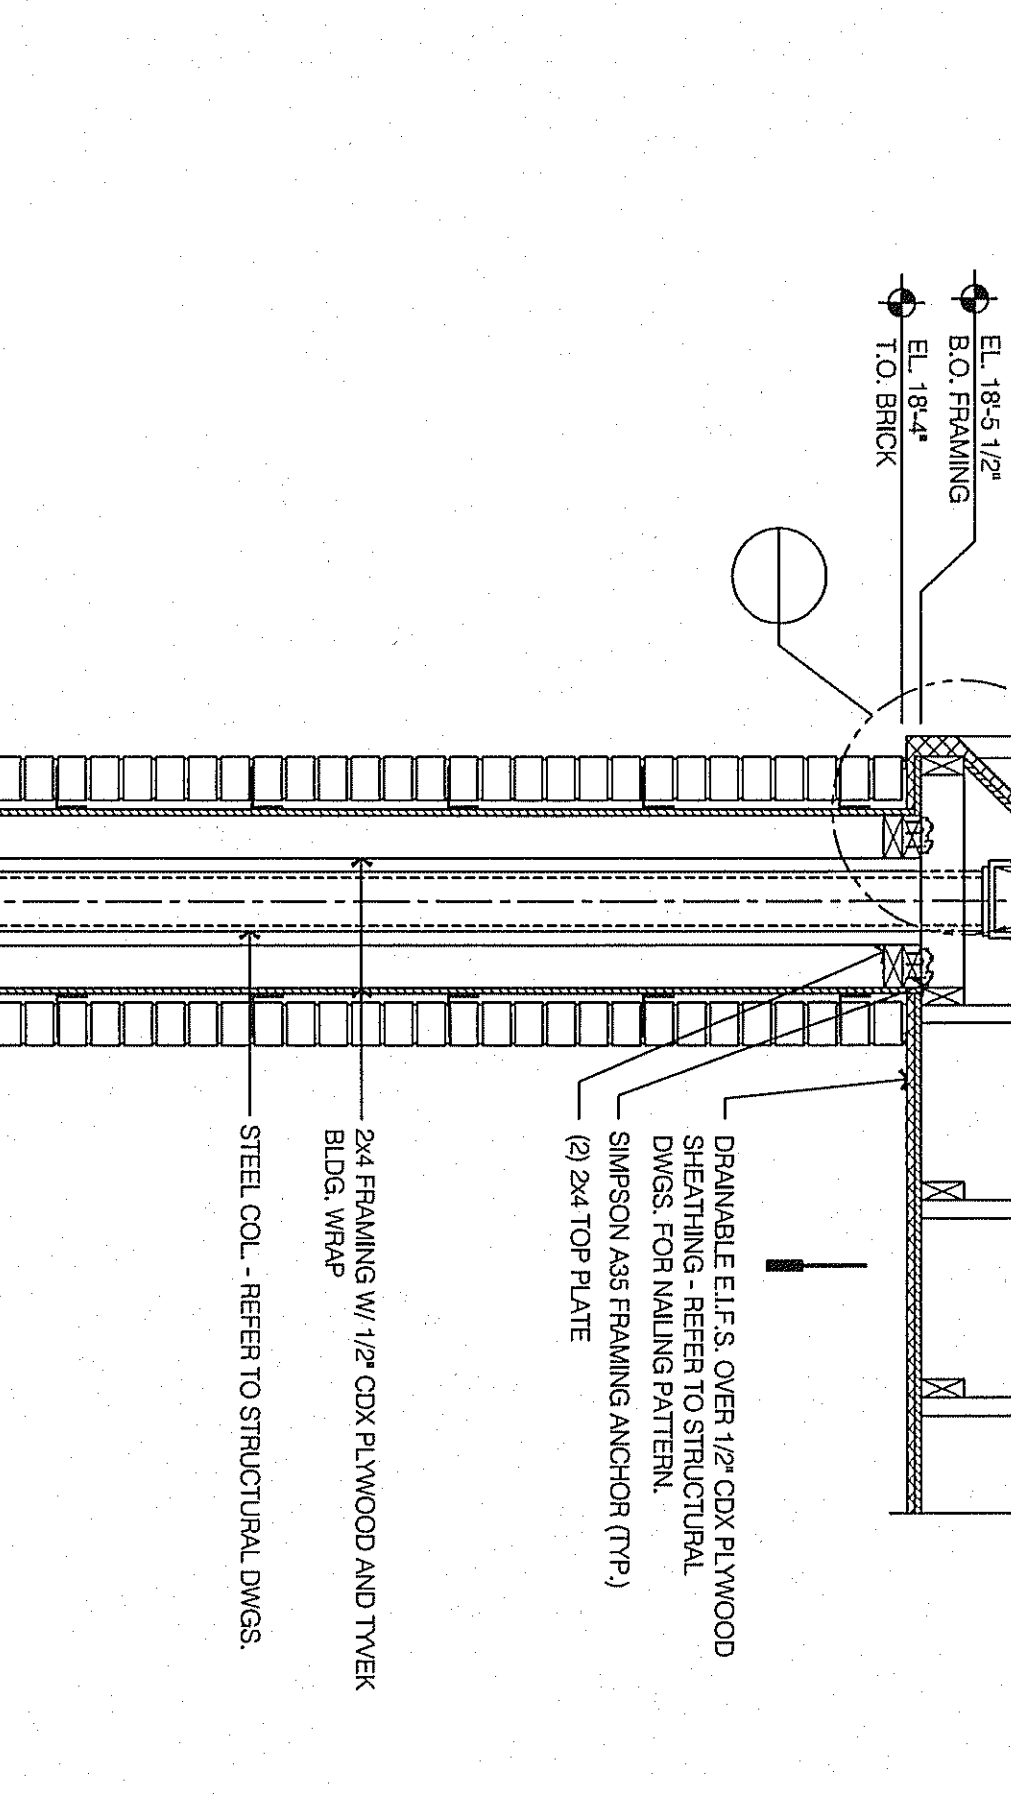 EL. 18'-5 1/2"
B.O. FRAMING
EL. 18'-4"
T.O. BRICK
DRAINABLE E.I.F.S. OVER 1/2" CDX PLYWOOD
SHEATHING - REFER TO STRUCTURAL
DWGS. FOR NAILING PATTERN.
SIMPSON A35 FRAMING ANCHOR (TYP.)
(2) 2x4 TOP PLATE
2x4 FRAMING W/ 1/2" CDX PLYWOOD AND TYVEK
BLDG. WRAP
STEEL COL. - REFER TO STRUCTURAL DWGS.